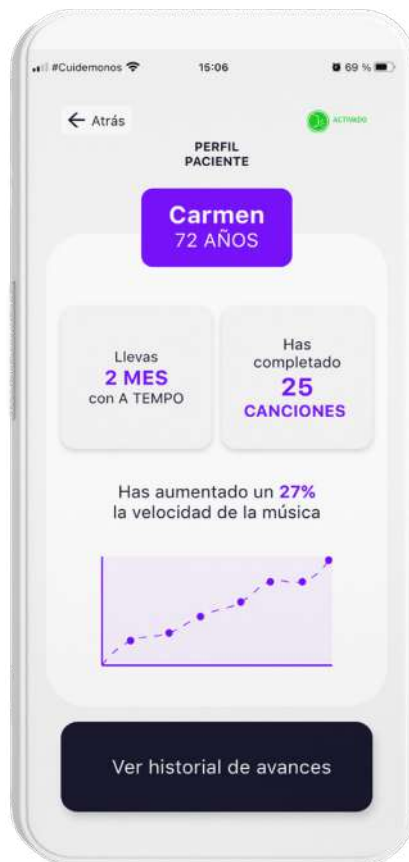 #Cuidemonos 15:06 69 %
← Atrás
ACTIVADO
PERFIL
PACIENTE
Carmen
72 AÑOS
Llevas
2 MES
con A TEMPO
Has
completado
25
CANCIONES
Has aumentado un 27%
la velocidad de la música
Ver historial de avances